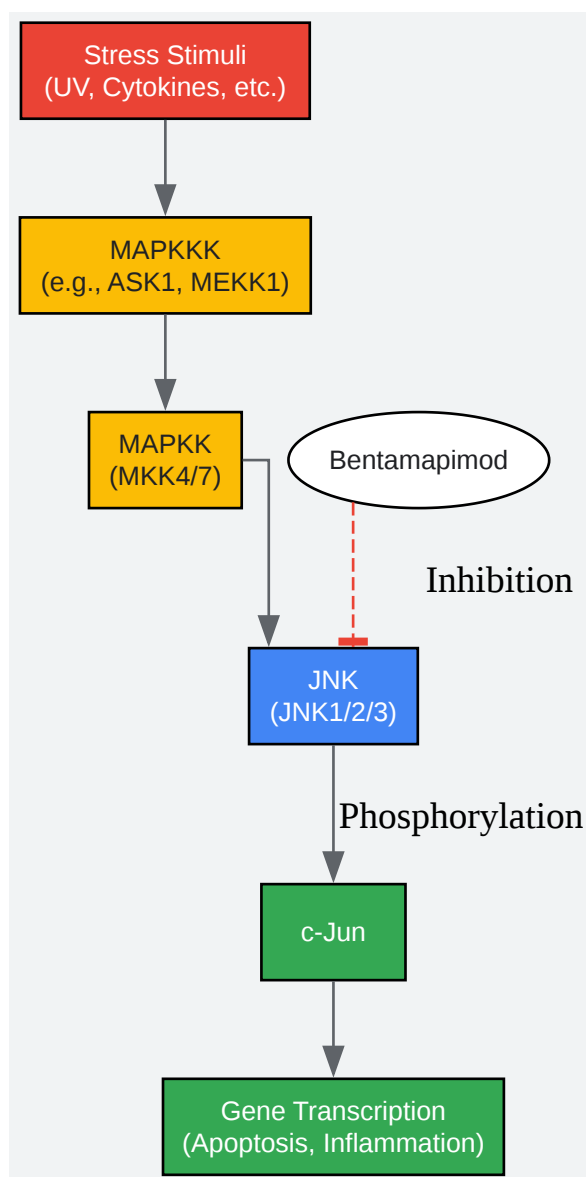 Stress Stimuli
(UV, Cytokines, etc.)
MAPKKK
(e.g., ASK1, MEKK1)
MAPKK
(MKK4/7)
Bentamapimod
Inhibition
JNK
(JNK1/2/3)
Phosphorylation
c-Jun
Gene Transcription
(Apoptosis, Inflammation)